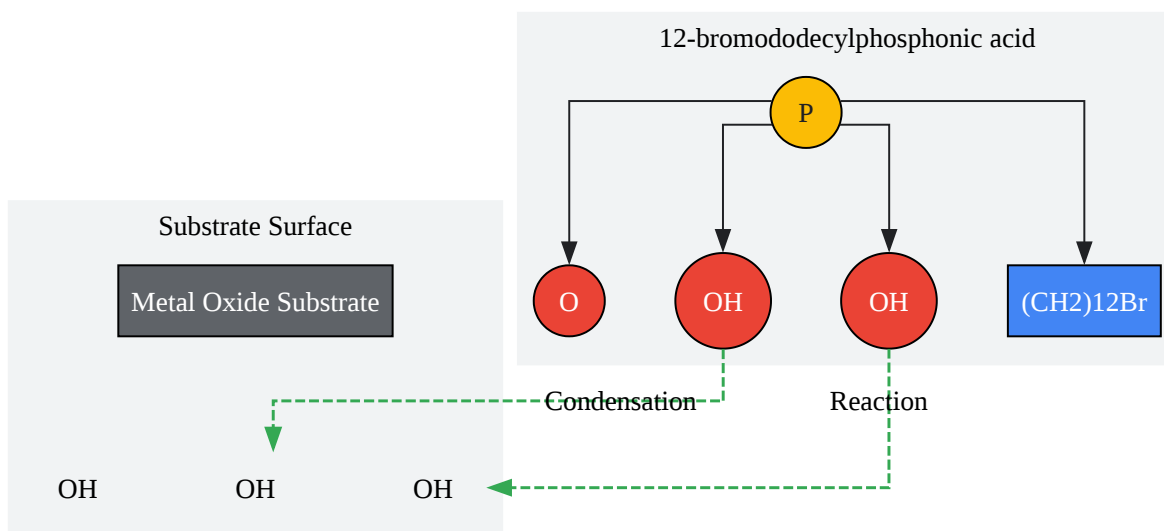 12-bromododecylphosphonic acid
P
Substrate Surface
Metal Oxide Substrate
O
OH
OH
(CH2)12Br
Condensation
Reaction
OH
OH
OH